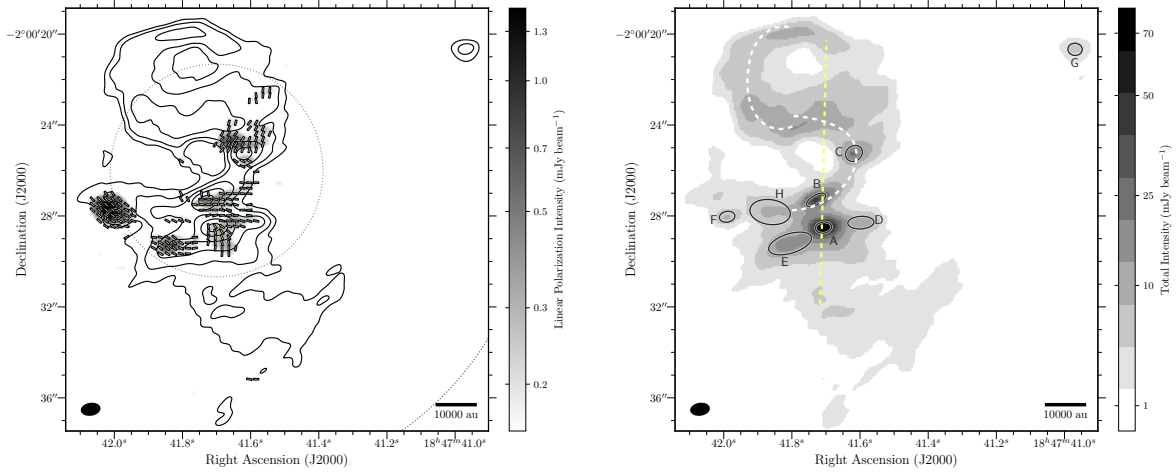 −2°00′20″
24″
28″
32″
36″
Declination (J2000)
42.0ˢ
41.8ˢ
41.6ˢ
41.4ˢ
41.2ˢ
18ʰ47ᵐ41.0ˢ
Right Ascension (J2000)
10000 au
1.3
1.0
0.7
0.5
0.3
0.2
Linear Polarization Intensity (mJy beam⁻¹)
−2°00′20″
24″
28″
32″
36″
Declination (J2000)
G
C
B
H
F
D
A
E
42.0ˢ
41.8ˢ
41.6ˢ
41.4ˢ
41.2ˢ
18ʰ47ᵐ41.0ˢ
Right Ascension (J2000)
10000 au
70
50
25
10
1
Total Intensity (mJy beam⁻¹)